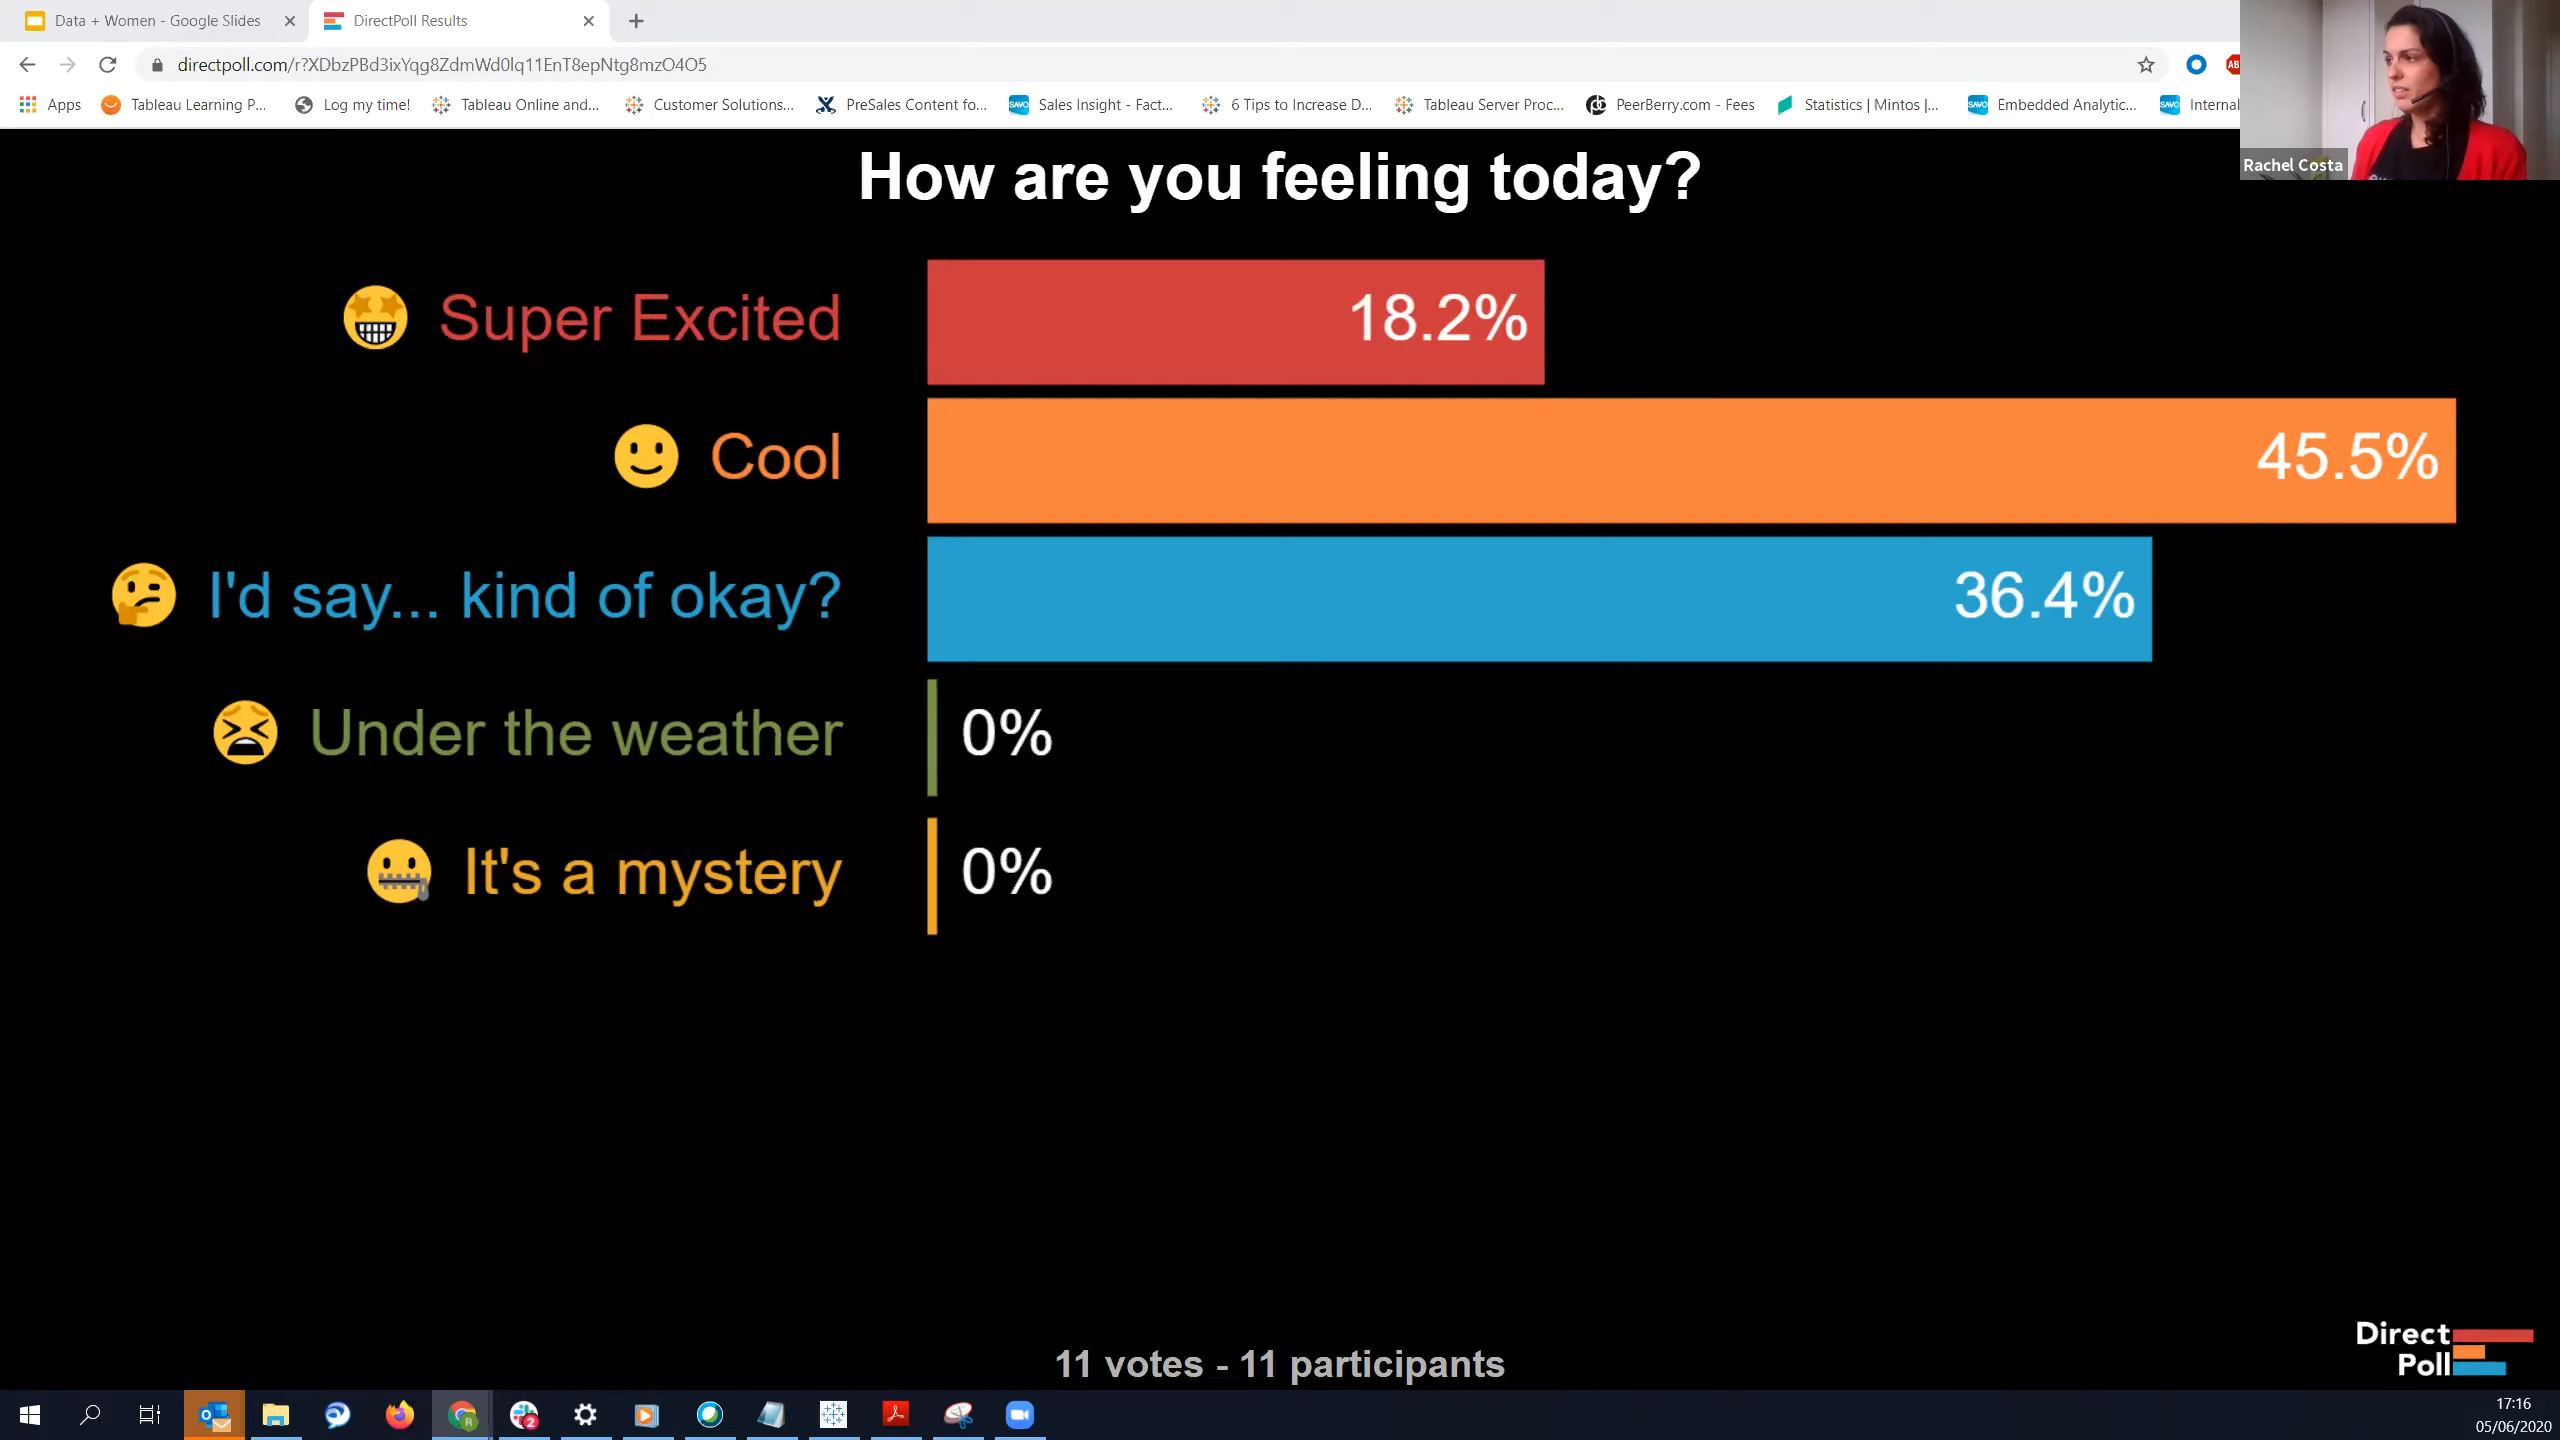 Data + Women - Google Slides
DirectPoll Results
directpoll.com/r?XDbzPBd3ixYqg8ZdmWd0lq11EnT8epNtg8mzO4O5
Apps
Tableau Learning P...
Log my time!
Tableau Online and...
Customer Solutions...
PreSales Content fo...
Sales Insight - Fact...
6 Tips to Increase D...
Tableau Server Proc...
PeerBerry.com - Fees
Statistics | Mintos |...
Embedded Analytic...
Internal
Rachel Costa
How are you feeling today?
Super Excited 18.2%
Cool 45.5%
I'd say... kind of okay? 36.4%
Under the weather 0%
It's a mystery 0%
11 votes - 11 participants
Direct
Poll
17:16
05/06/2020